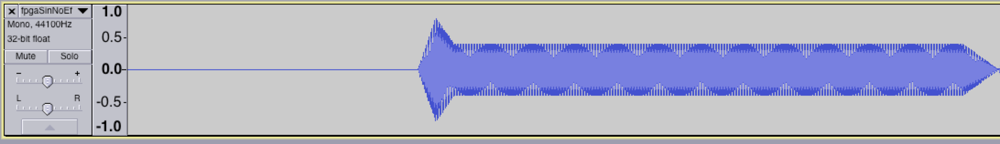 fpgaSinNoEf
Mono, 44100Hz
32-bit float
Mute Solo
- +
L R
1.0
0.5-
0.0-
-0.5-
-1.0